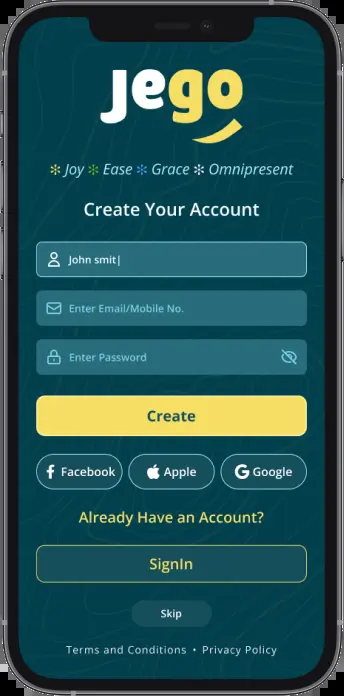 Jego
Joy Ease Grace Omnipresent
Create Your Account
John smit
Enter Email/Mobile No.
Enter Password
Create
Facebook Apple Google
Already Have an Account?
SignIn
Skip
Terms and Conditions • Privacy Policy